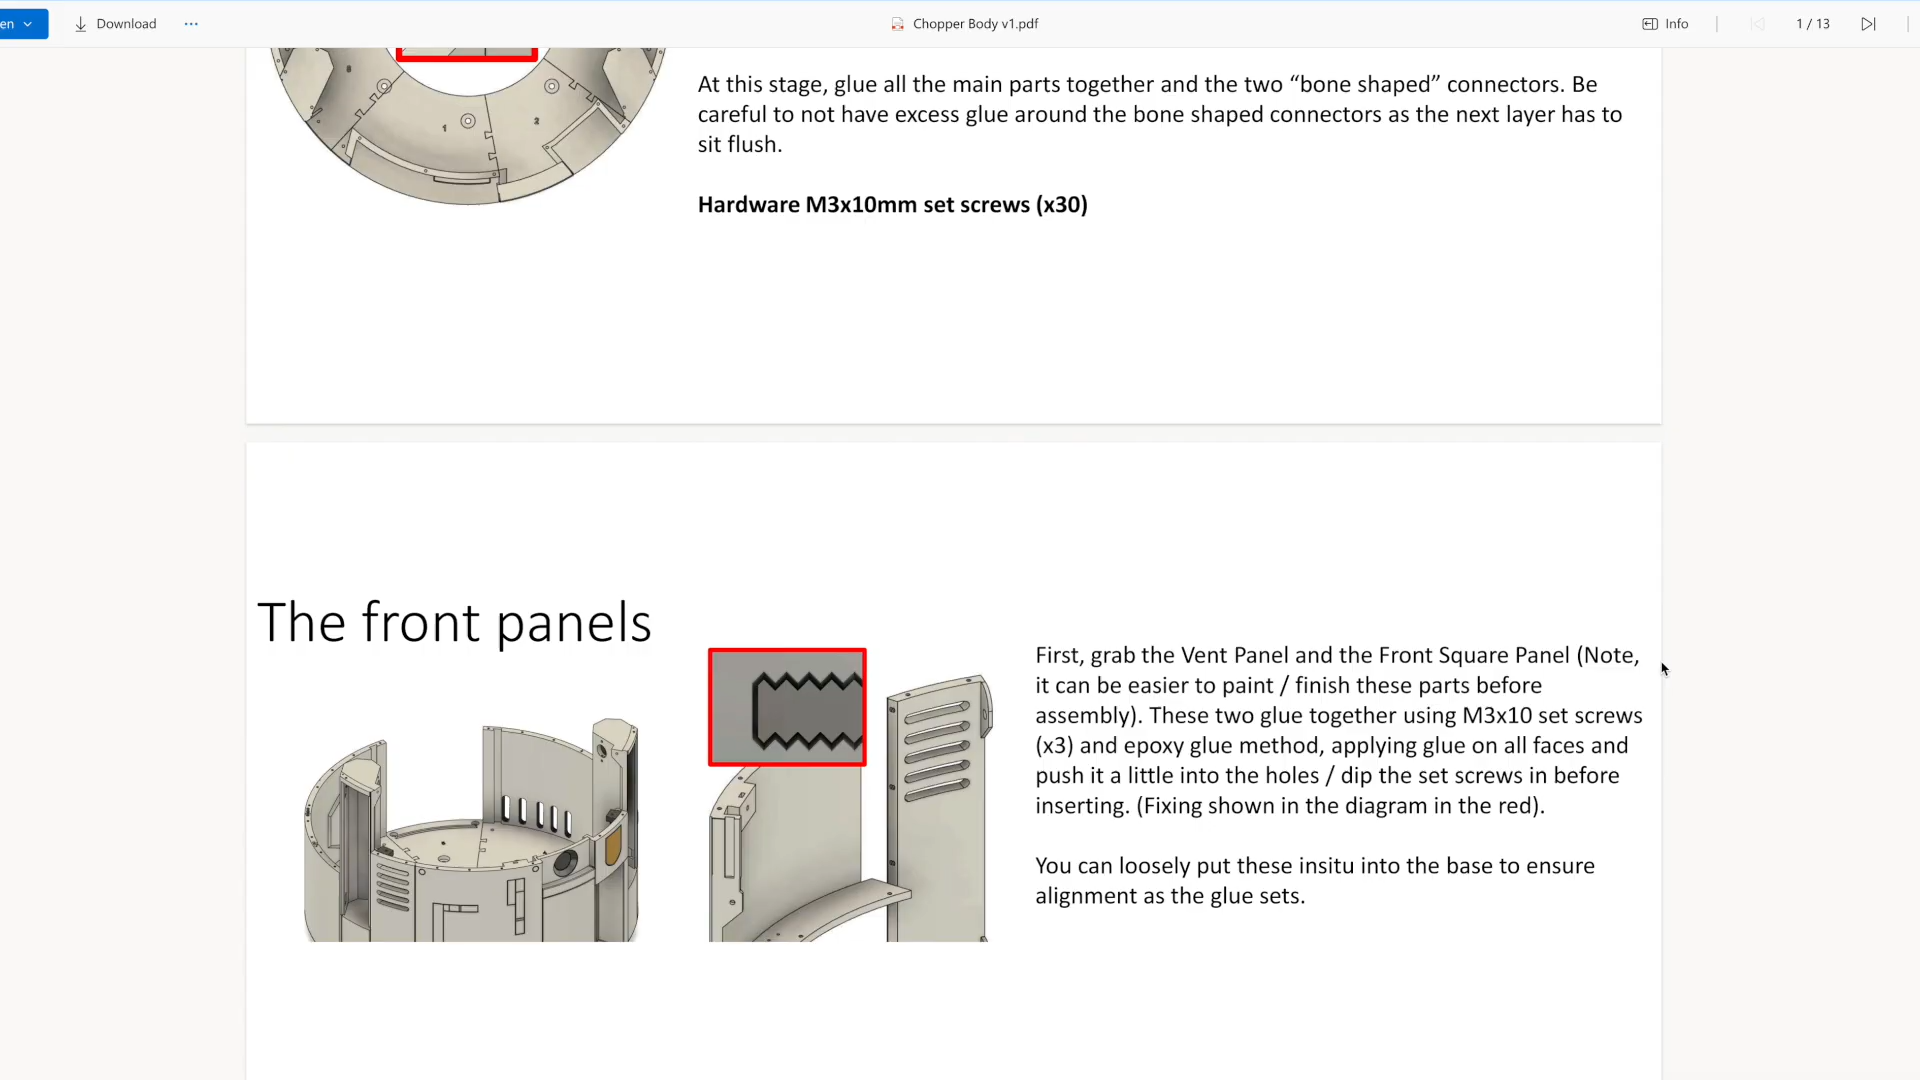 en
Download
Chopper Body v1.pdf
Info
1 / 13
8
1
2
At this stage, glue all the main parts together and the two “bone shaped” connectors. Be
careful to not have excess glue around the bone shaped connectors as the next layer has to
sit flush.
Hardware M3x10mm set screws (x30)
The front panels
First, grab the Vent Panel and the Front Square Panel (Note,
it can be easier to paint / finish these parts before
assembly). These two glue together using M3x10 set screws
(x3) and epoxy glue method, applying glue on all faces and
push it a little into the holes / dip the set screws in before
inserting. (Fixing shown in the diagram in the red).
You can loosely put these insitu into the base to ensure
alignment as the glue sets.